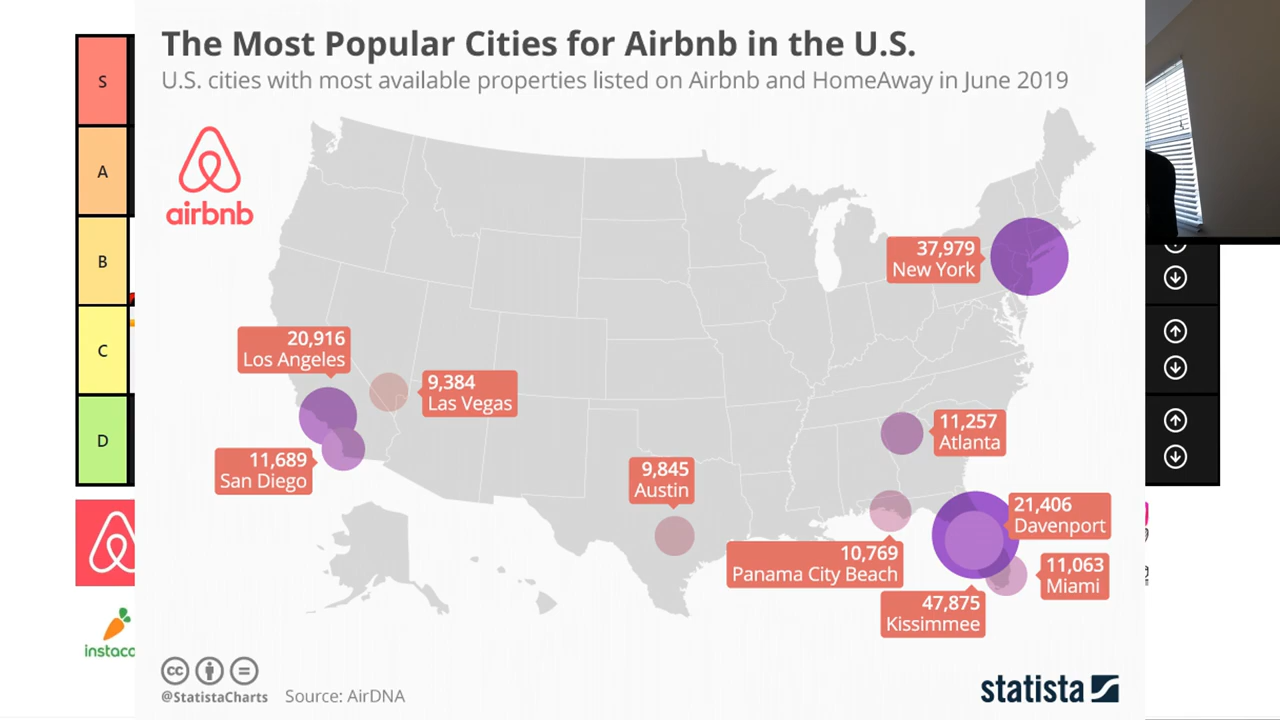 The Most Popular Cities for Airbnb in the U.S.
U.S. cities with most available properties listed on Airbnb and HomeAway in June 2019
S
A
B
C
D
airbnb
37,979
New York
20,916
Los Angeles
9,384
Las Vegas
11,689
San Diego
9,845
Austin
11,257
Atlanta
10,769
Panama City Beach
21,406
Davenport
11,063
Miami
47,875
Kissimmee
instaca
cc
@StatistaCharts Source: AirDNA
statista